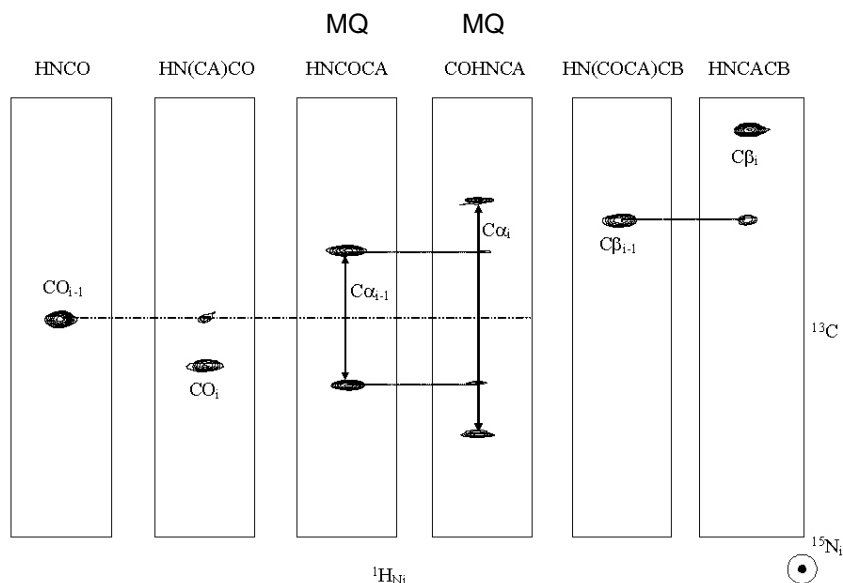 MQ MQ
HNCO HN(CA)CO HNCOCA COHNCA HN(COCA)CB HNCACB
Cβi
Cαi
Cβi-1
COi-1
Cαi-1
13C
COi
15Ni
1HNi